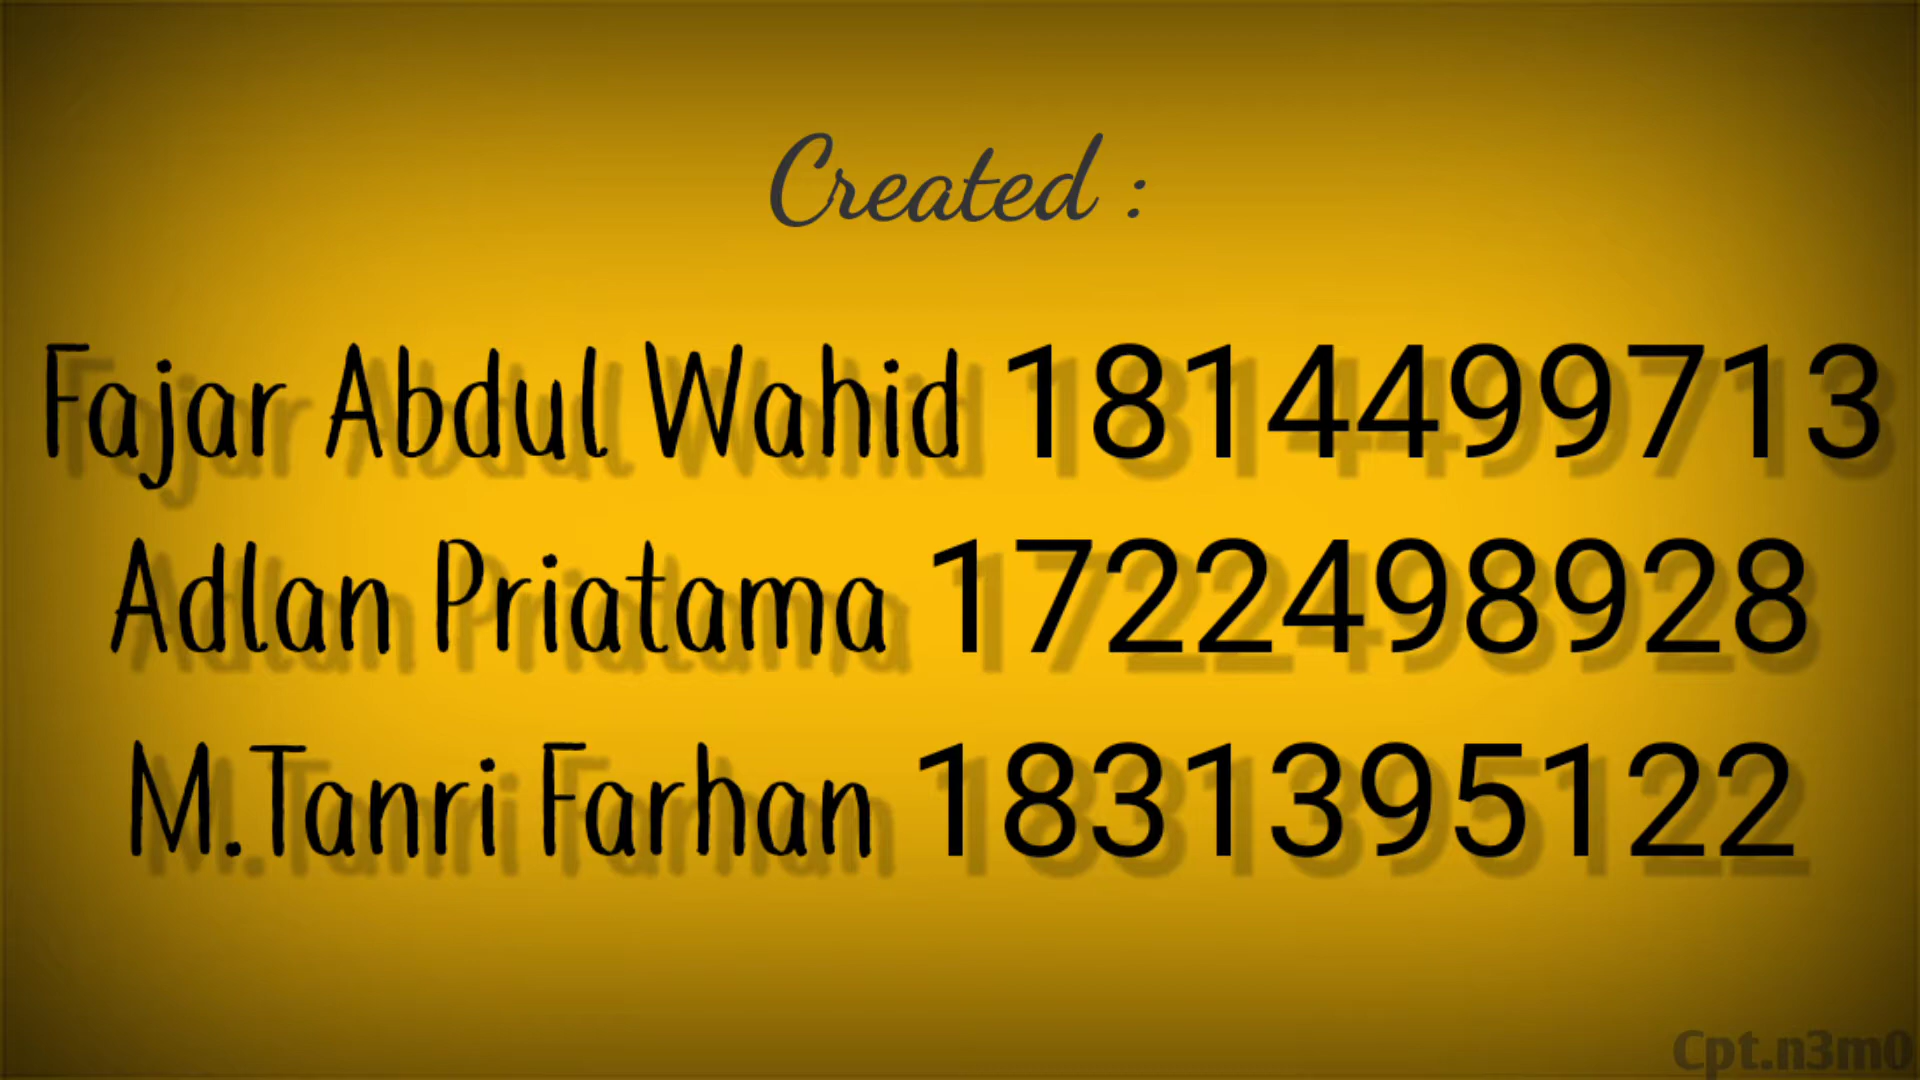 Created :
Fajar Abdul Wahid 1814499713
Adlan Priatama 1722498928
M.Tanri Farhan 1831395122
Cpt.n3m0